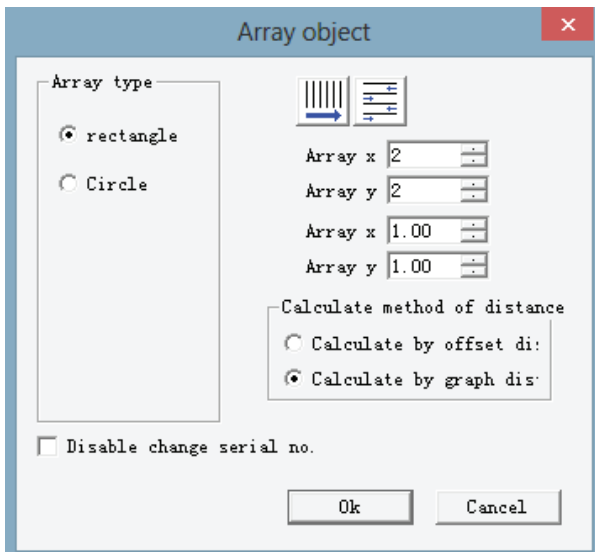 Array object
Array type
rectangle
Circle
Array x 2
Array y 2
Array x 1.00
Array y 1.00
Calculate method of distance
Calculate by offset di:
Calculate by graph dis
Disable change serial no.
Ok
Cancel